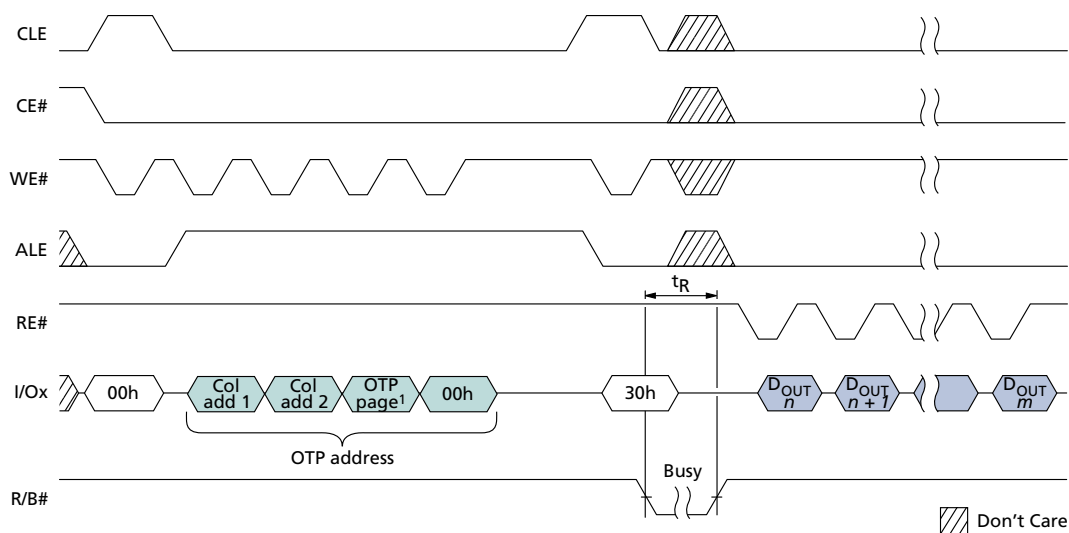 CLE
CE#
WE#
ALE
tR
RE#
I/Ox
00h
Col add 1
Col add 2
OTP page1
00h
30h
DOUT n
DOUT n + 1
DOUT m
OTP address
Busy
R/B#
Don't Care